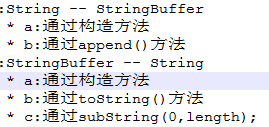 :String -- StringBuffer
* a:通过构造方法
* b:通过append()方法
:StringBuffer -- String
* a:通过构造方法
* b:通过toString()方法
* c:通过subString(0,length);